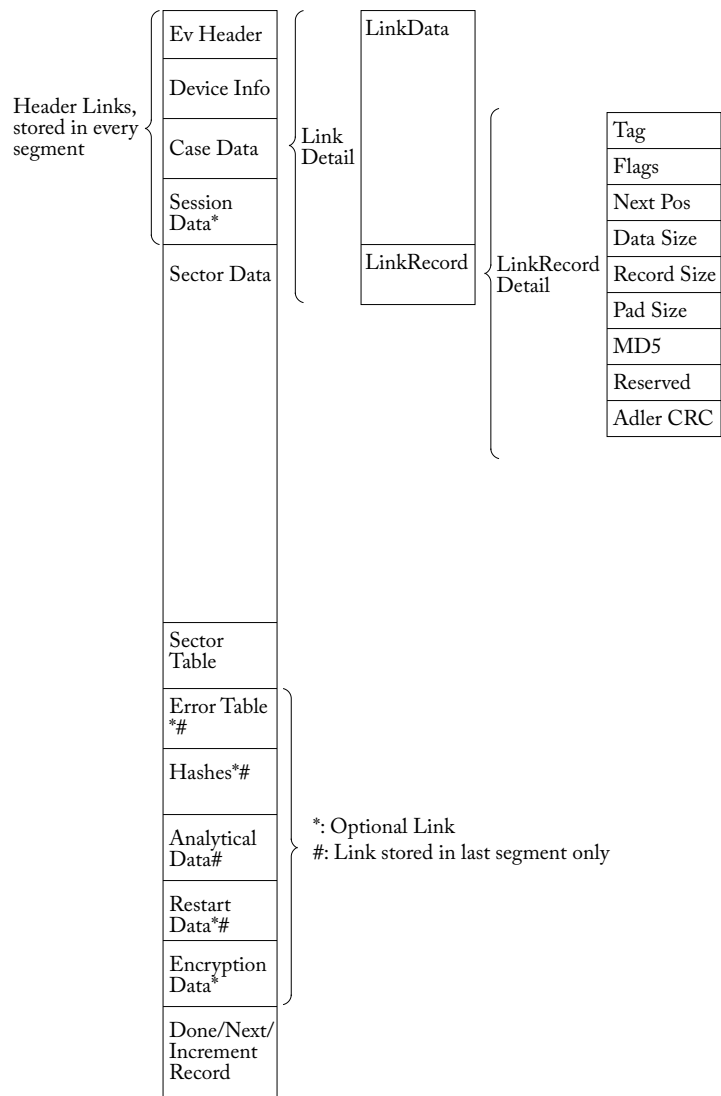 Header Links,
stored in every
segment
Ev Header
Device Info
Case Data
Session
Data*
Sector Data
Sector
Table
Error Table
*#
Hashes*#
Analytical
Data#
Restart
Data*#
Encryption
Data*
Done/Next/
Increment
Record
Link
Detail
LinkData
LinkRecord
LinkRecord
Detail
Tag
Flags
Next Pos
Data Size
Record Size
Pad Size
MD5
Reserved
Adler CRC
*: Optional Link
#: Link stored in last segment only